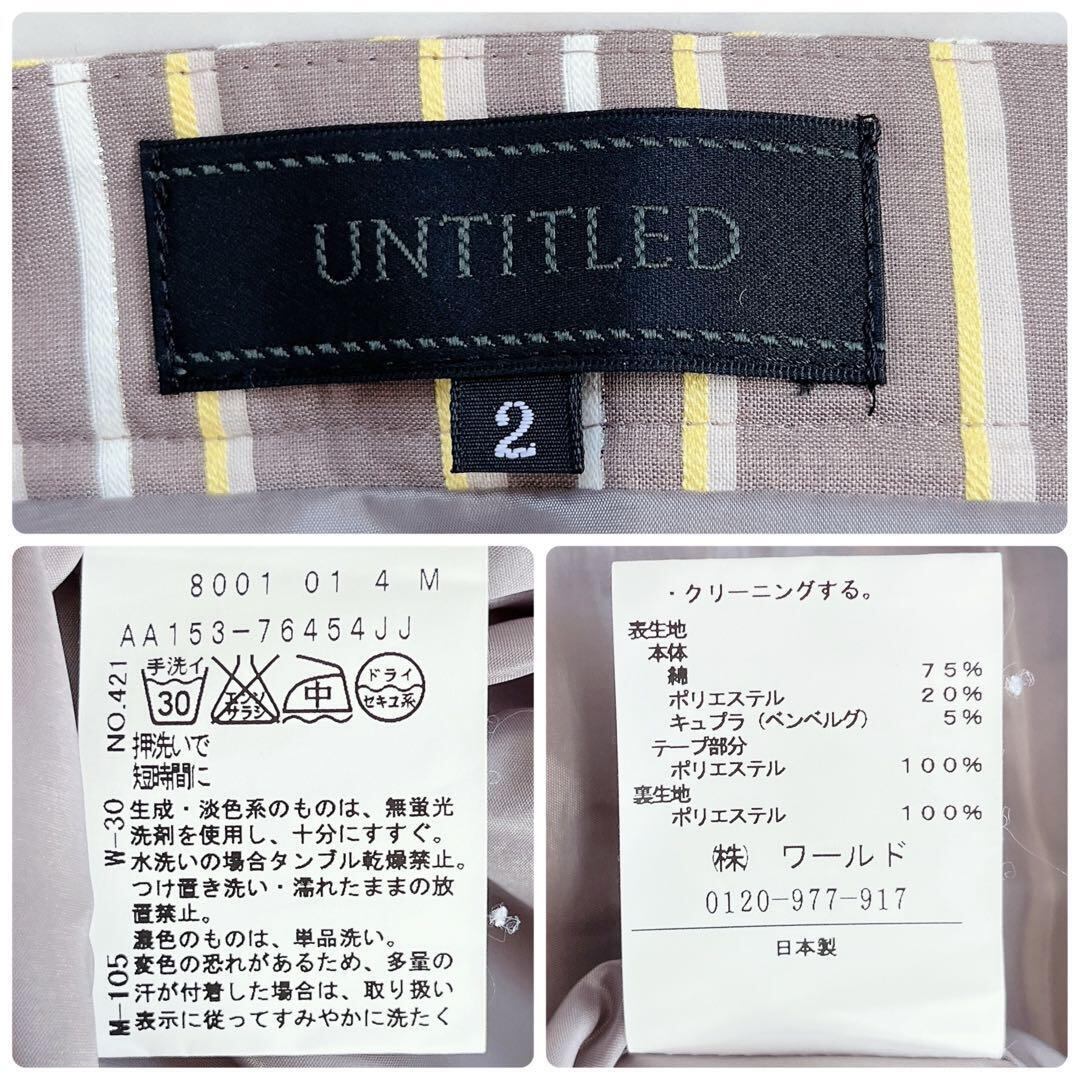 UNTITLED
2
8001 01 4 M
AA153-76454JJ
NO.421
W-30
M-105
手洗イ
30
エンソ
サラシ
中
ドライ
セキユ系
押洗いで
短時間に
生成・淡色系のものは、無蛍光
洗剤を使用し、十分にすすぐ。
水洗いの場合タンブル乾燥禁止。
つけ置き洗い・濡れたままの放
置禁止。
濃色のものは、単品洗い。
変色の恐れがあるため、多量の
汗が付着した場合は、取り扱い
表示に従ってすみやかに洗たく
・クリーニングする。
表生地
本体
綿 75%
ポリエステル 20%
キュプラ（ベンベルグ） 5%
テープ部分
ポリエステル 100%
裏生地
ポリエステル 100%
㈱ ワールド
0120-977-917
日本製